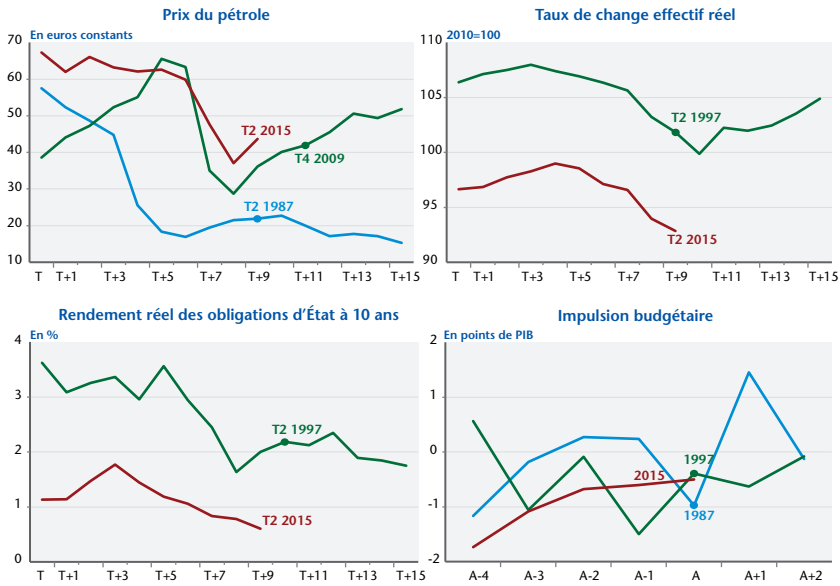 Prix du pétrole
En euros constants
70
60
50
40
30
20
10
T2 2015
T4 2009
T2 1987
T T+1 T+3 T+5 T+7 T+9 T+11 T+13 T+15
Taux de change effectif réel
2010=100
110
105
100
95
90
T2 1997
T2 2015
T T+1 T+3 T+5 T+7 T+9 T+11 T+13 T+15
Rendement réel des obligations d’État à 10 ans
En %
4
3
2
1
0
T2 1997
T2 2015
T T+1 T+3 T+5 T+7 T+9 T+11 T+13 T+15
Impulsion budgétaire
En points de PIB
2
1
0
-1
-2
1997
2015
1987
A-4 A-3 A-2 A-1 A A+1 A+2